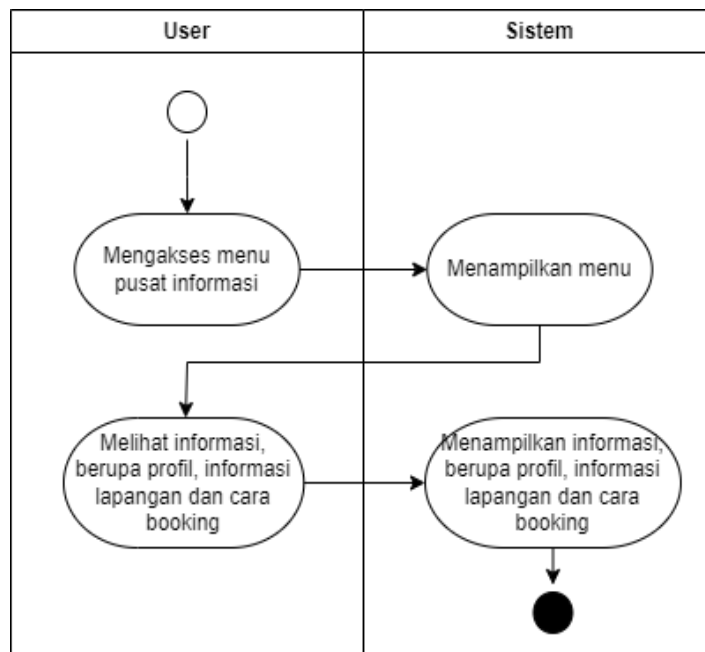 User
Sistem
Mengakses menu
pusat informasi
Menampilkan menu
Melihat informasi,
berupa profil, informasi
lapangan dan cara
booking
Menampilkan informasi,
berupa profil, informasi
lapangan dan cara
booking